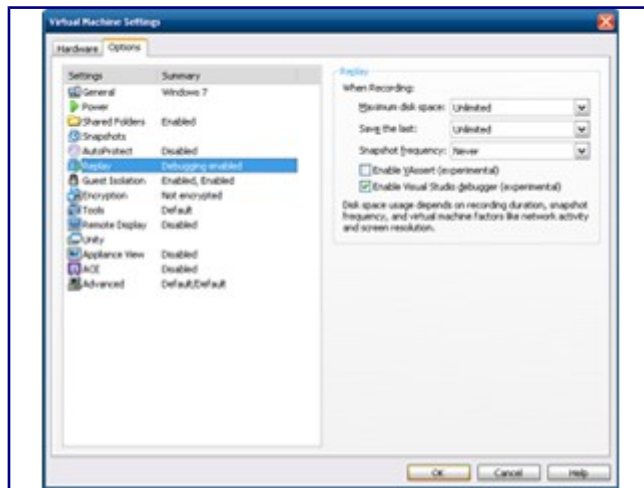 Virtual Machine Settings
Hardware Options
Settings Summary
General Windows 7
Power
Shared Folders Enabled
Snapshots
AutoProtect Disabled
Replay Debugging enabled
Guest Isolation Enabled, Enabled
Encryption Not encrypted
Tools Default
Remote Display Disabled
Unity
Appliance View Disabled
ACE Disabled
Advanced Default/Default
Replay
When Recording:
Maximum disk space: Unlimited
Save the last: Unlimited
Snapshot frequency: Never
Enable VAssert (experimental)
Enable Visual Studio debugger (experimental)
Disk space usage depends on recording duration, snapshot
frequency, and virtual machine factors like network activity
and screen resolution.
OK Cancel Help